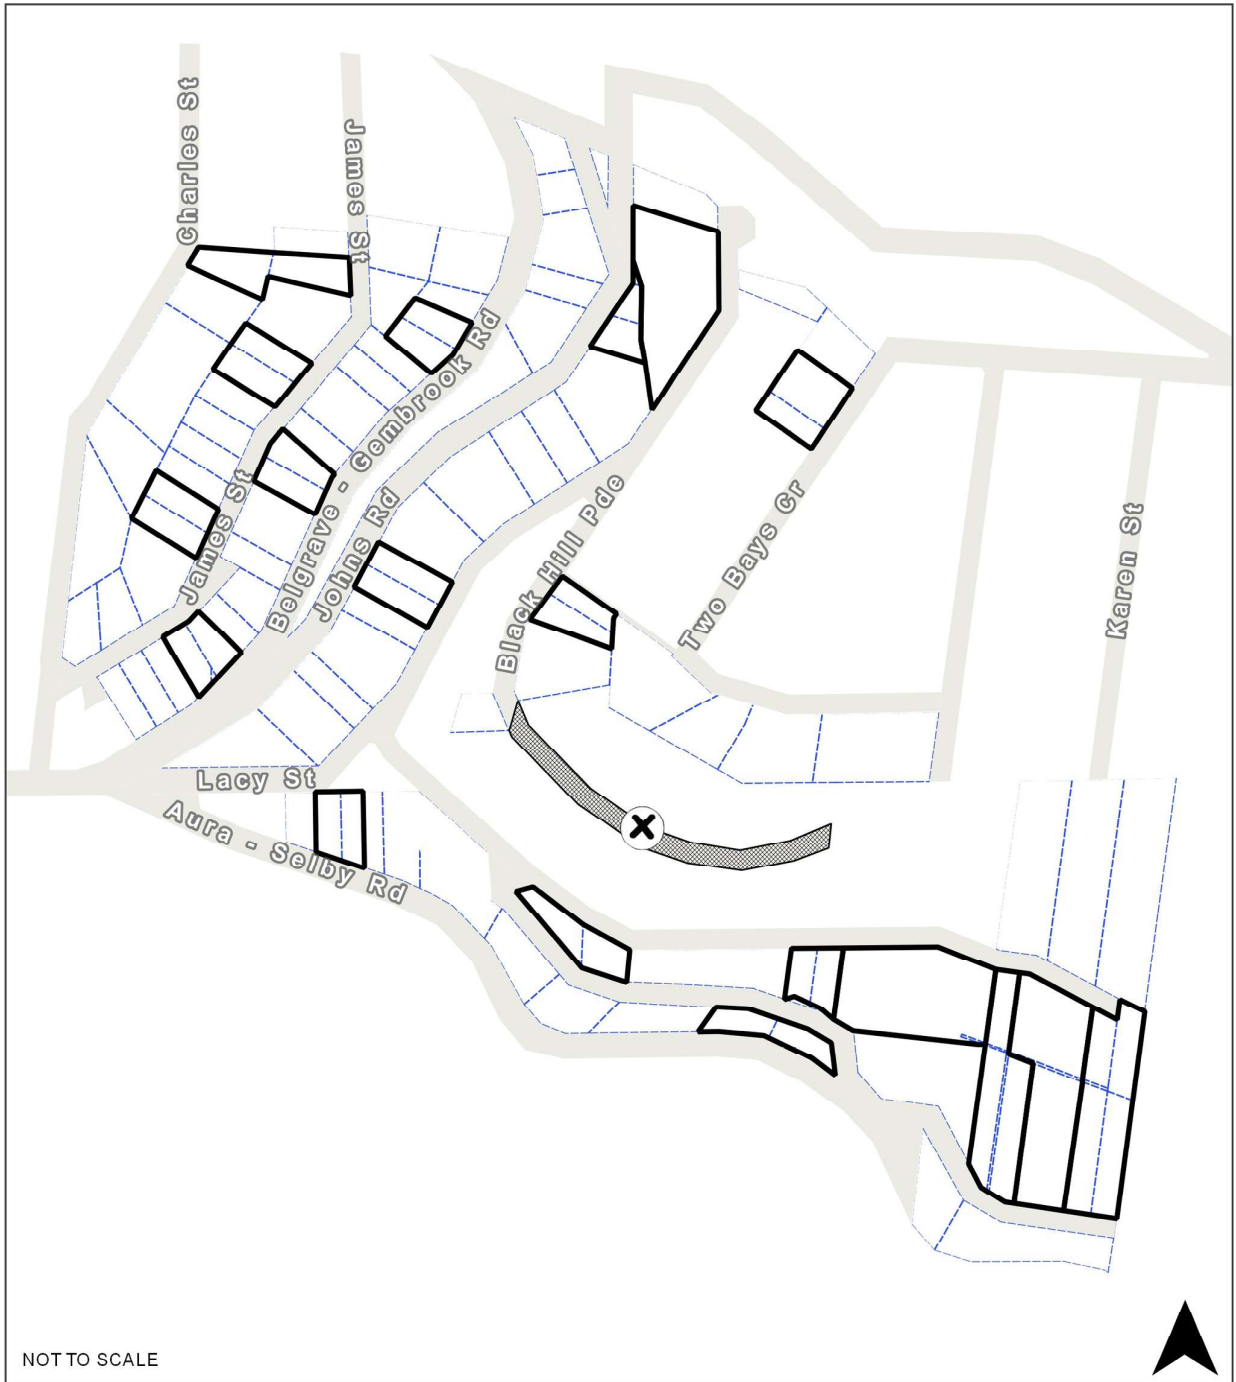 Charles St
James St
Belgrave - Gembrook Rd
James St
Johns Rd
Black Hill Pde
Two Bays Cr
Karen St
Lacy St
Aura - Selby Rd
X
NOT TO SCALE